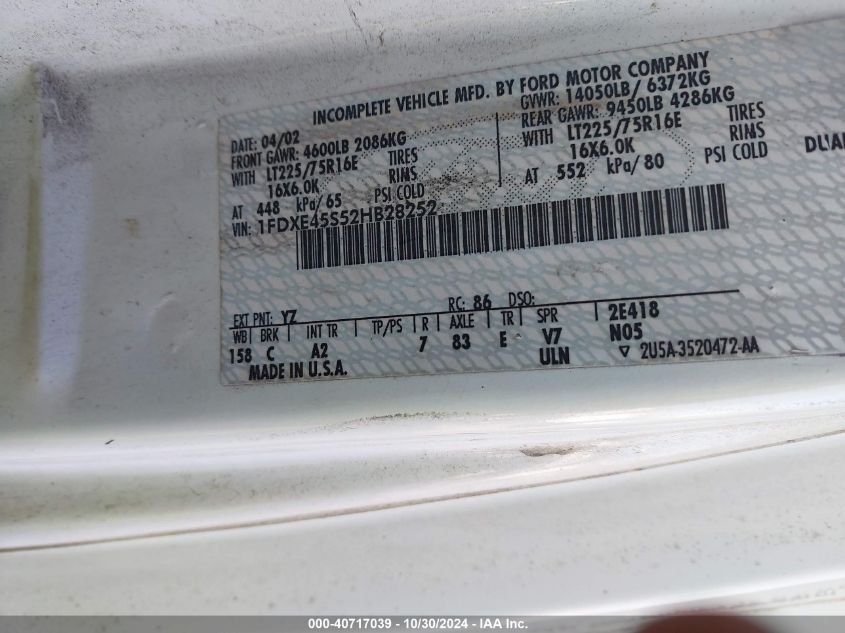 INCOMPLETE VEHICLE MFD. BY FORD MOTOR COMPANY
DATE: 04/02
GVWR: 14050LB/ 6372KG
FRONT GAWR: 4600LB 2086KG
REAR GAWR: 9450LB 4286KG
WITH LT225/75R16E TIRES
WITH LT225/75R16E TIRES
16X6.0K RINS
16X6.0K RINS
AT 448 kPa/65 PSI COLD
AT 552 kPa/80 PSI COLD
DUAL
VIN: 1FDXE45S52HB28252
EXT PNT: YZ RC: 86 DSO:
WB BRK INT TR TP/PS R AXLE TR SPR 2E418
158 C A2 7 83 E V7 N05
MADE IN U.S.A. ULN ▽ 2U5A-3520472-AA
000-40717039 - 10/30/2024 - IAA Inc.